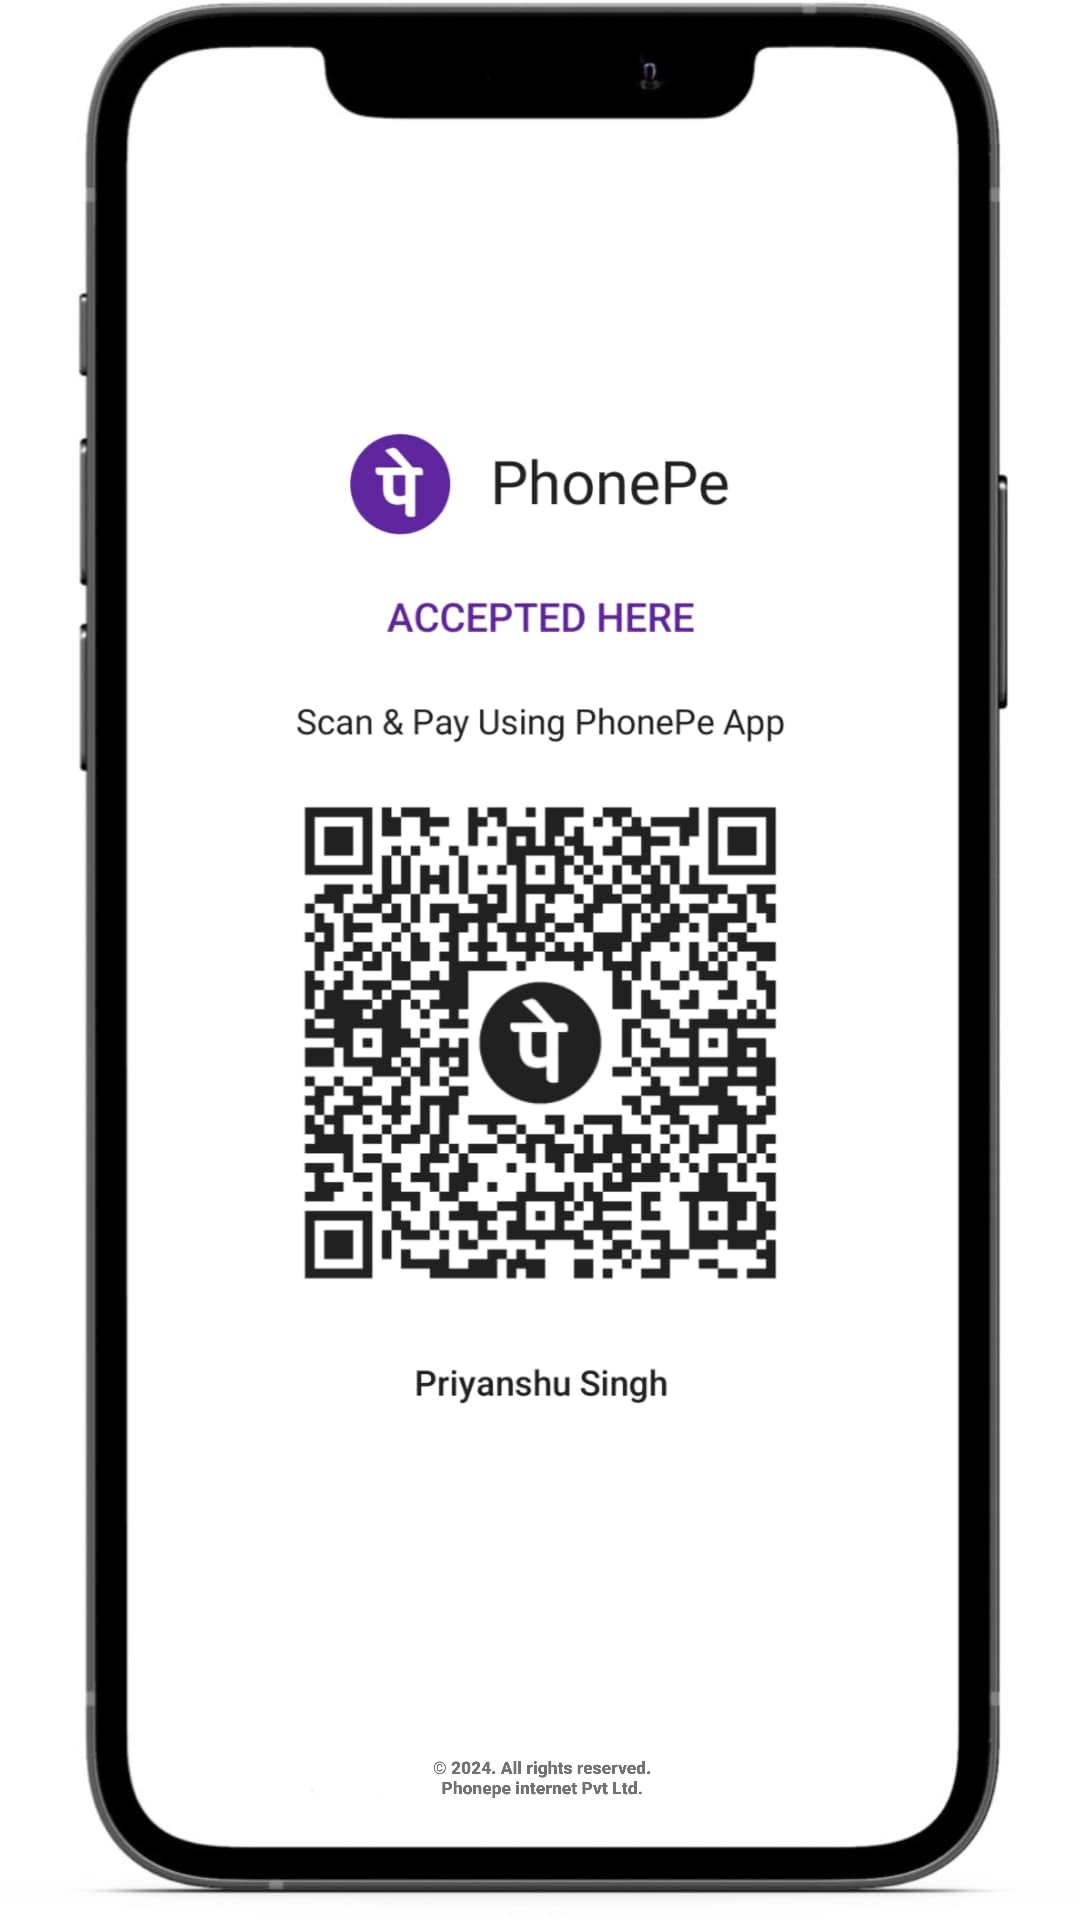 पे PhonePe
ACCEPTED HERE
Scan & Pay Using PhonePe App
पे
Priyanshu Singh
© 2024. All rights reserved.
Phonepe internet Pvt Ltd.